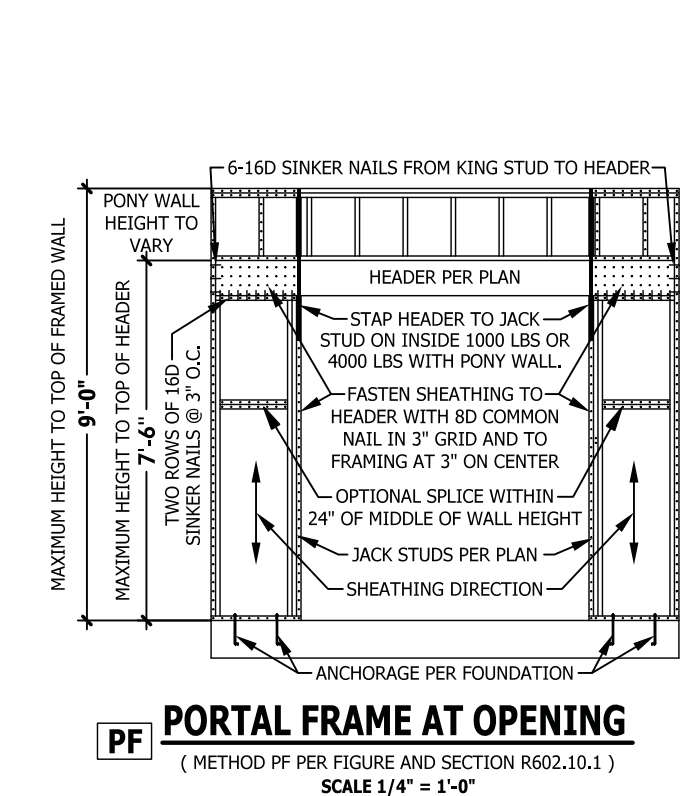 6-16D SINKER NAILS FROM KING STUD TO HEADER
PONY WALL
HEIGHT TO
VARY
MAXIMUM HEIGHT TO TOP OF FRAMED WALL
9'-0"
MAXIMUM HEIGHT TO TOP OF HEADER
7'-6"
TWO ROWS OF 16D
SINKER NAILS @ 3" O.C.
HEADER PER PLAN
STAP HEADER TO JACK
STUD ON INSIDE 1000 LBS OR
4000 LBS WITH PONY WALL.
FASTEN SHEATHING TO
HEADER WITH 8D COMMON
NAIL IN 3" GRID AND TO
FRAMING AT 3" ON CENTER
OPTIONAL SPLICE WITHIN
24" OF MIDDLE OF WALL HEIGHT
JACK STUDS PER PLAN
SHEATHING DIRECTION
ANCHORAGE PER FOUNDATION
PF
PORTAL FRAME AT OPENING
( METHOD PF PER FIGURE AND SECTION R602.10.1 )
SCALE 1/4" = 1'-0"